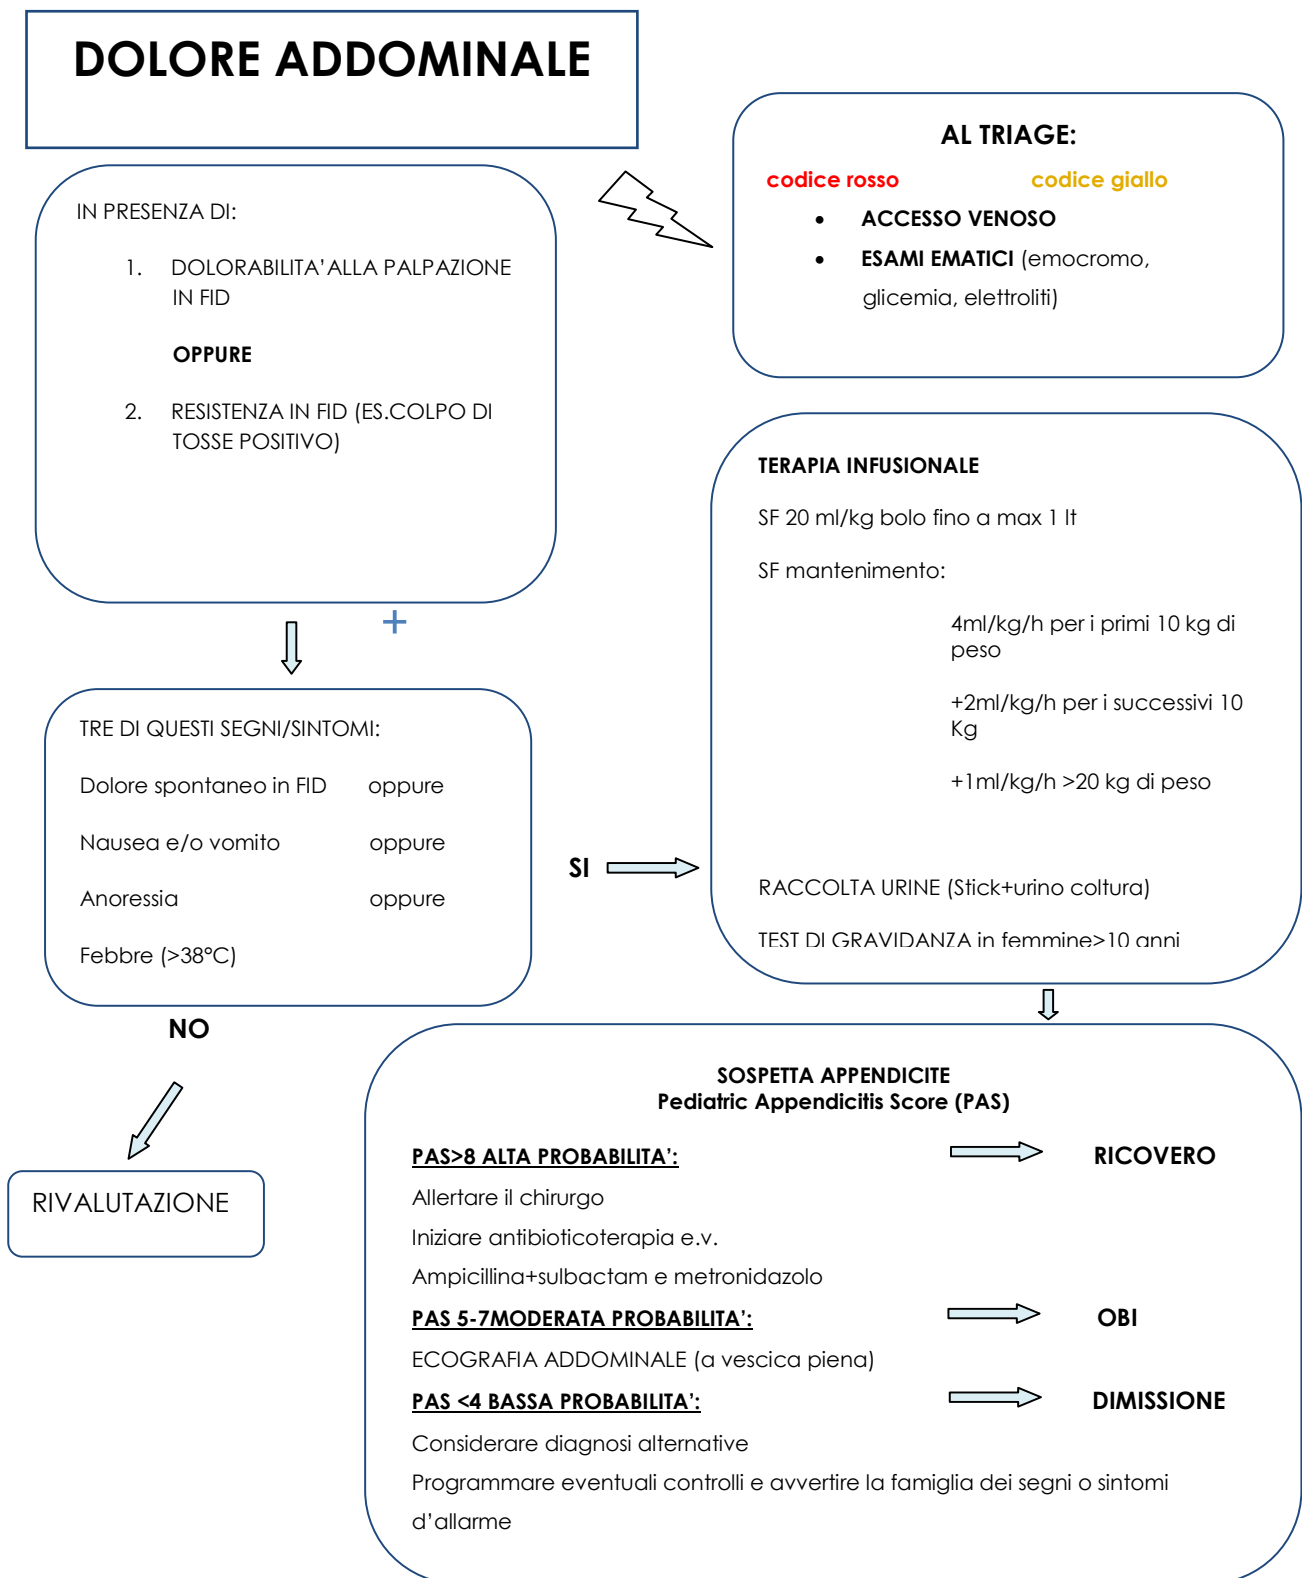 DOLORE ADDOMINALE
AL TRIAGE:
codice rosso codice giallo
• ACCESSO VENOSO
• ESAMI EMATICI (emocromo,
glicemia, elettroliti)
IN PRESENZA DI:
1. DOLORABILITA'ALLA PALPAZIONE
IN FID
OPPURE
2. RESISTENZA IN FID (ES.COLPO DI
TOSSE POSITIVO)
+
TRE DI QUESTI SEGNI/SINTOMI:
Dolore spontaneo in FID oppure
Nausea e/o vomito oppure
Anoressia oppure
Febbre (>38°C)
SI
TERAPIA INFUSIONALE
SF 20 ml/kg bolo fino a max 1 lt
SF mantenimento:
4ml/kg/h per i primi 10 kg di
peso
+2ml/kg/h per i successivi 10
Kg
+1ml/kg/h >20 kg di peso
RACCOLTA URINE (Stick+urino coltura)
TEST DI GRAVIDANZA in femmine>10 anni
NO
RIVALUTAZIONE
SOSPETTA APPENDICITE
Pediatric Appendicitis Score (PAS)
PAS>8 ALTA PROBABILITA': RICOVERO
Allertare il chirurgo
Iniziare antibioticoterapia e.v.
Ampicillina+sulbactam e metronidazolo
PAS 5-7MODERATA PROBABILITA': OBI
ECOGRAFIA ADDOMINALE (a vescica piena)
PAS <4 BASSA PROBABILITA': DIMISSIONE
Considerare diagnosi alternative
Programmare eventuali controlli e avvertire la famiglia dei segni o sintomi
d'allarme